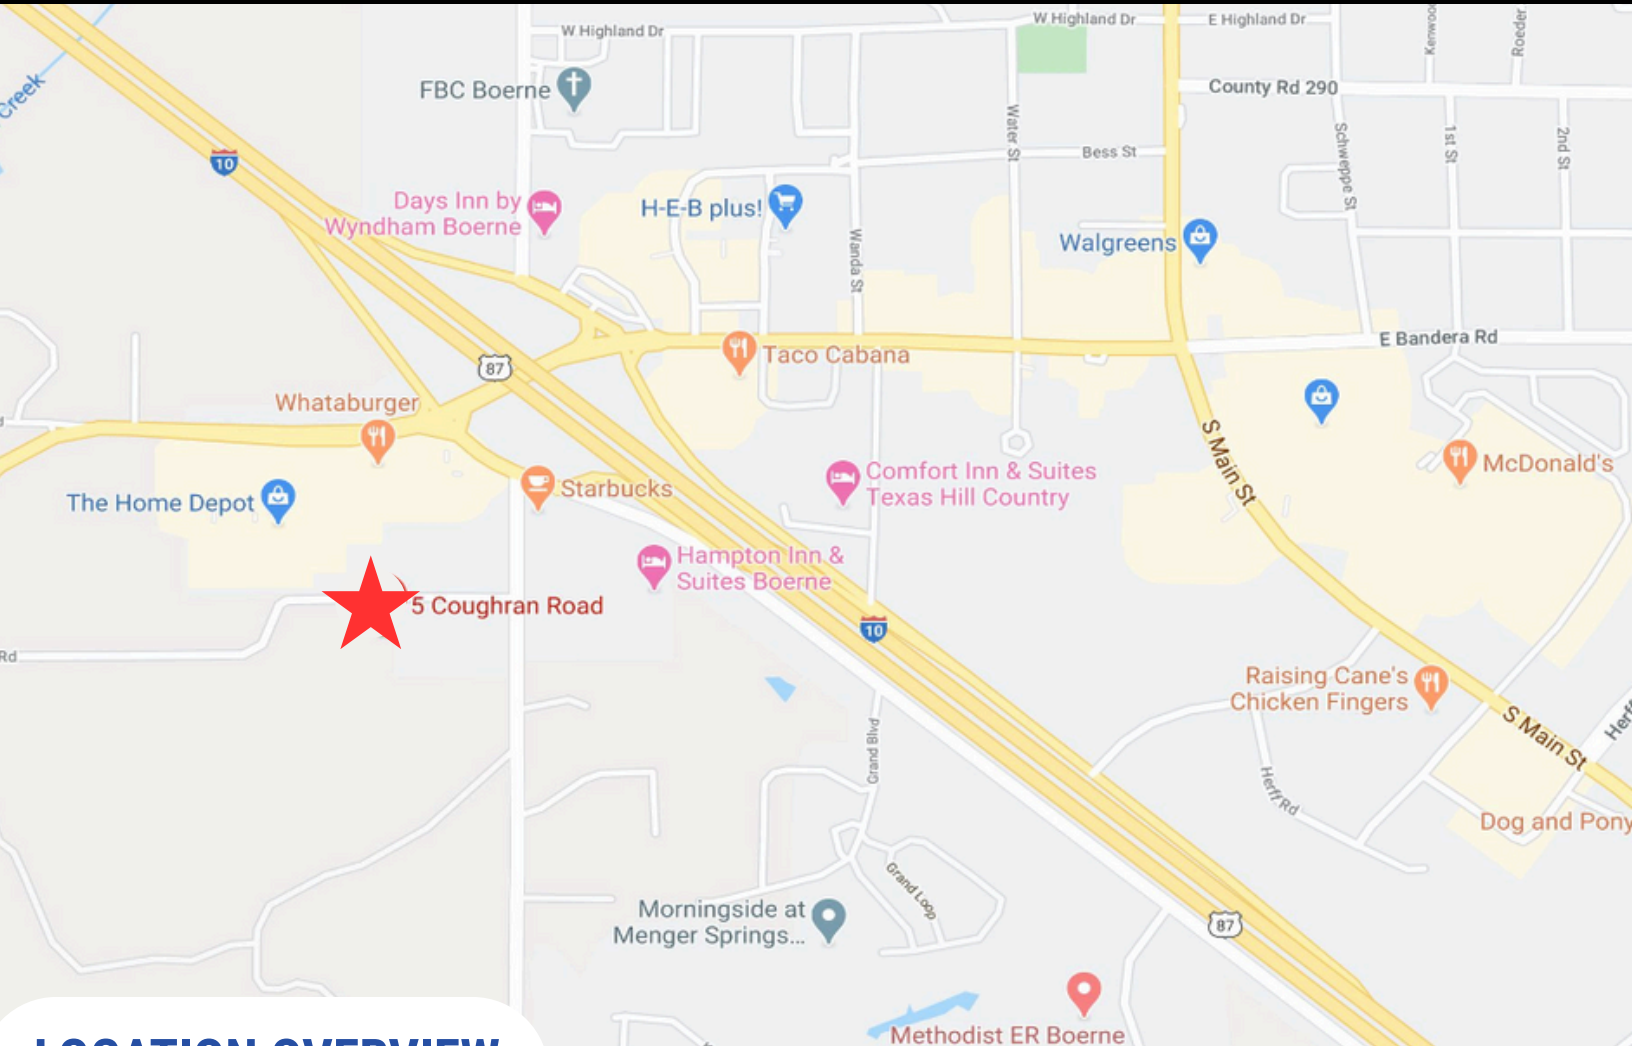 W Highland Dr
W Highland Dr
E Highland Dr
Roeder
FBC Boerne
County Rd 290
Creek
10
Water St
Bess St
Schweppe St
1st St
2nd St
Days Inn by
Wyndham Boerne
H-E-B plus!
Walgreens
Wanda St
87
Taco Cabana
E Bandera Rd
Whataburger
S Main St
McDonald's
The Home Depot
Starbucks
Comfort Inn & Suites
Texas Hill Country
Hampton Inn &
Suites Boerne
5 Coughran Road
10
Rd
Raising Cane's
Chicken Fingers
Grand Blvd
S Main St
Herff Rd
Dog and Pony
Grand Loop
Morningside at
Menger Springs...
87
Methodist ER Boerne
LOCATION OVERVIEW